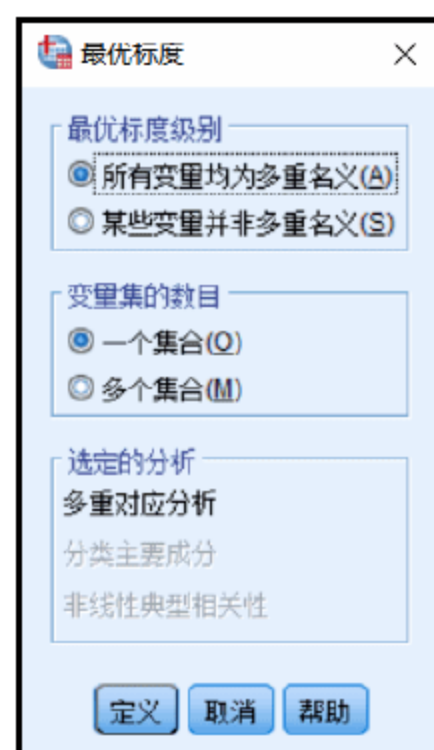 最优标度
最优标度级别
所有变量均为多重名义(A)
某些变量并非多重名义(S)
变量集的数目
一个集合(O)
多个集合(M)
选定的分析
多重对应分析
分类主要成分
非线性典型相关性
定义 取消 帮助